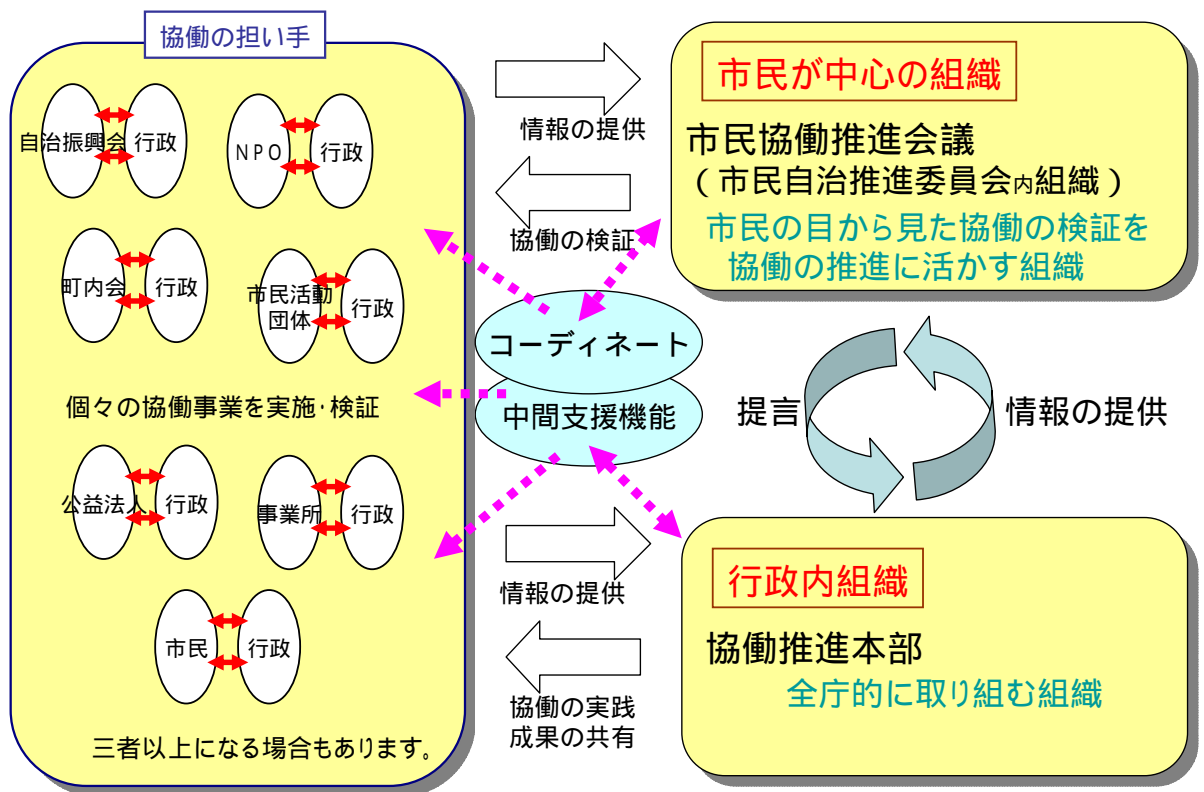 協働の担い手
自治振興会
行政
NPO
行政
町内会
行政
市民活動
団体
行政
個々の協働事業を実施・検証
公益法人
行政
事業所
行政
市民
行政
三者以上になる場合もあります。
情報の提供
協働の検証
コーディネート
中間支援機能
情報の提供
協働の実践
成果の共有
市民が中心の組織
市民協働推進会議
(市民自治推進委員会内組織)
市民の目から見た協働の検証を
協働の推進に活かす組織
提言
情報の提供
行政内組織
協働推進本部
全庁的に取り組む組織